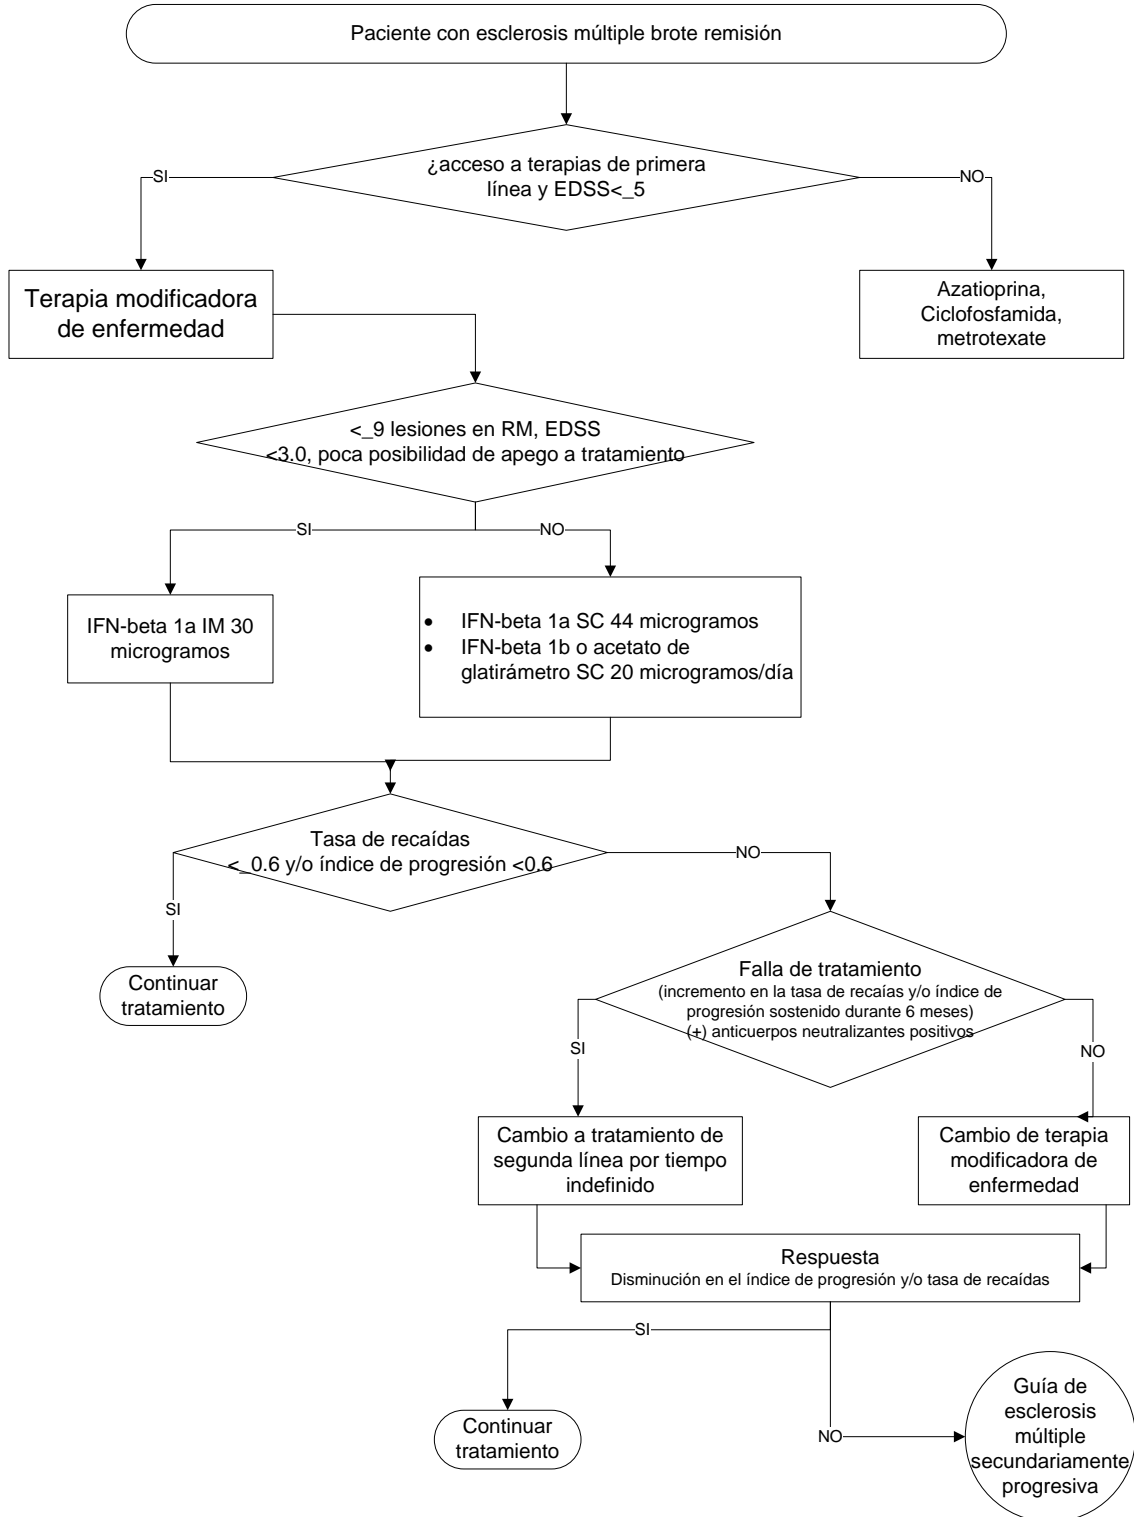 Paciente con esclerosis múltiple brote remisión
¿acceso a terapias de primera
línea y EDSS<_5
SI
NO
Terapia modificadora
de enfermedad
Azatioprina,
Ciclofosfamida,
metrotexate
<_9 lesiones en RM, EDSS
<3.0, poca posibilidad de apego a tratamiento
SI
NO
IFN-beta 1a IM 30
microgramos
• IFN-beta 1a SC 44 microgramos
• IFN-beta 1b o acetato de
glatirámetro SC 20 microgramos/día
Tasa de recaídas
<_0.6 y/o índice de progresión <0.6
NO
SI
Continuar
tratamiento
Falla de tratamiento
(incremento en la tasa de recaías y/o índice de
progresión sostenido durante 6 meses)
(+) anticuerpos neutralizantes positivos
SI
NO
Cambio a tratamiento de
segunda línea por tiempo
indefinido
Cambio de terapia
modificadora de
enfermedad
Respuesta
Disminución en el índice de progresión y/o tasa de recaídas
SI
Continuar
tratamiento
NO
Guía de
esclerosis
múltiple
secundariamente
progresiva